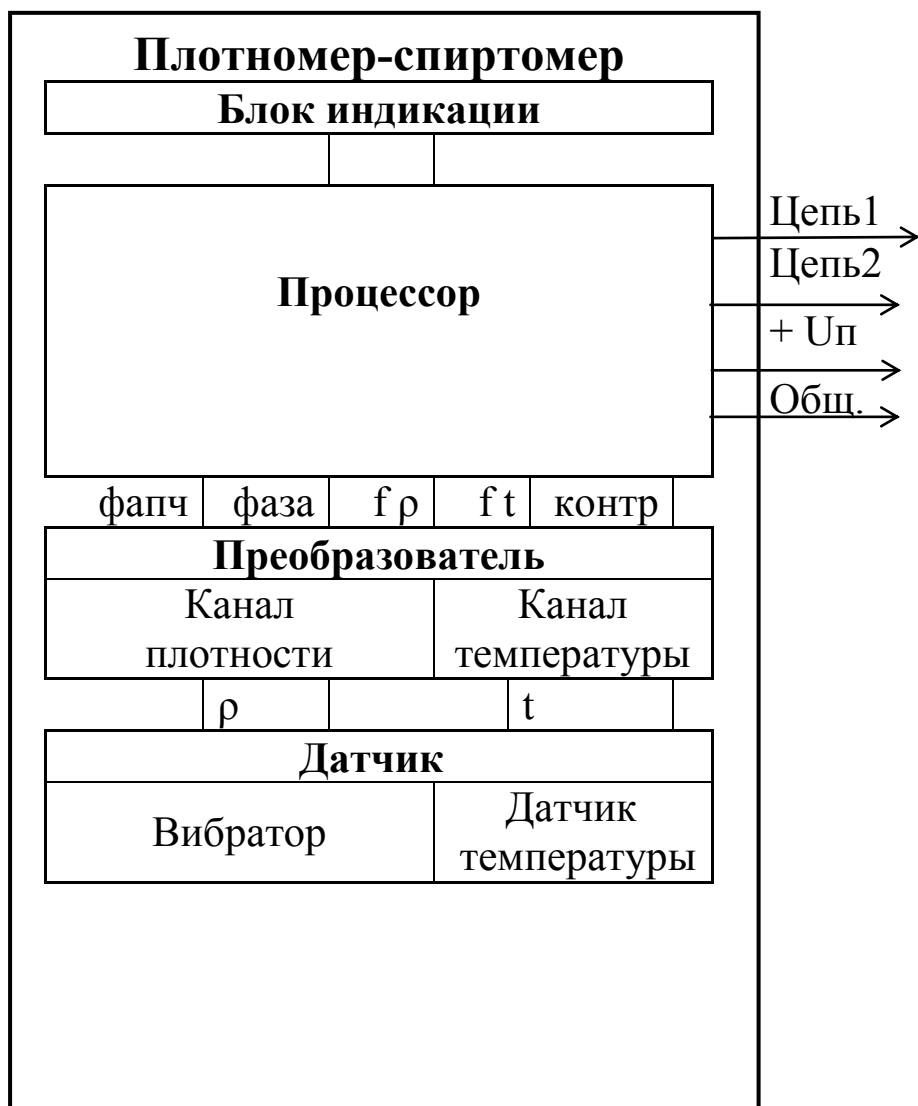 Плотномер-спиртомер
Блок индикации
Процессор
Цепь1
Цепь2
+ Uп
Общ.
фапч фаза f ρ f t контр
Преобразователь
Канал
плотности
Канал
температуры
ρ t
Датчик
Вибратор
Датчик
температуры